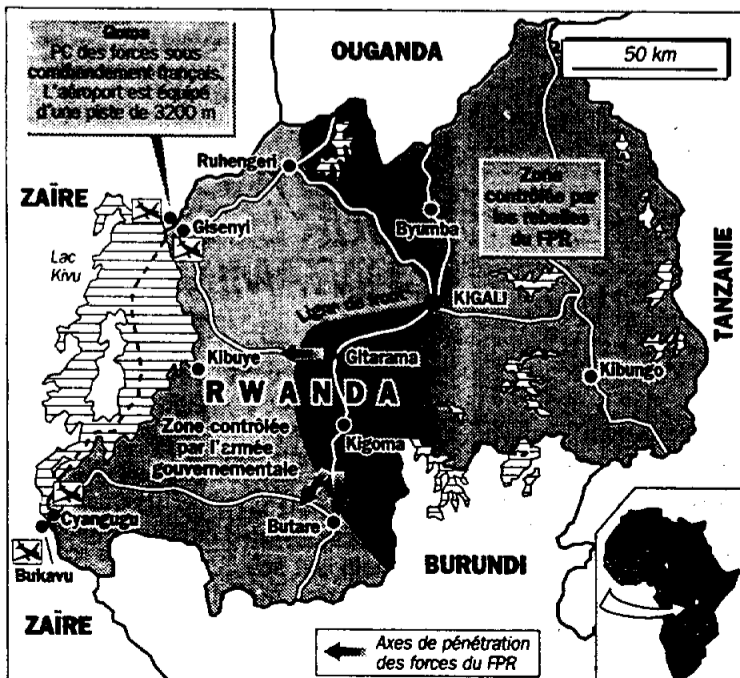 Goma
PC des forces sous
commandement français.
L'aéroport est équipé
d'une piste de 3200 m
OUGANDA
50 km
Ruhengeri
ZAÏRE
Gisenyi
Byumba
Zone
contrôlée par
les rebelles
du FPR
Lac
Kivu
Ligne de front
KIGALI
TANZANIE
Kibuye
Gitarama
Kibungo
RWANDA
Zone contrôlée
par l'armée
gouvernementale
Kigoma
Cyangugu
Butare
Bukavu
BURUNDI
ZAÏRE
Axes de pénétration
des forces du FPR